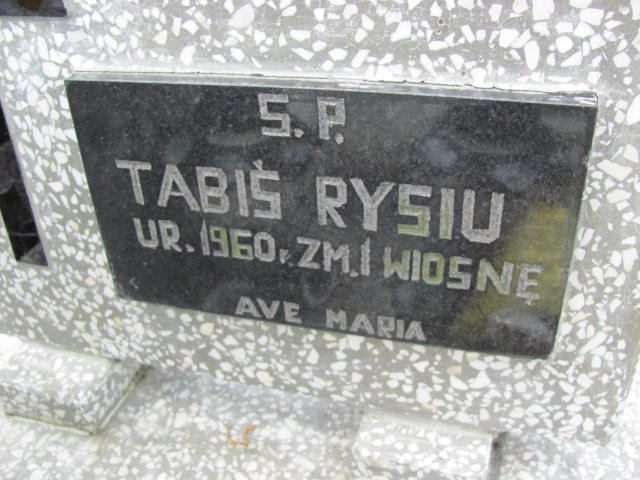 Ś.P.
TABIŚ RYSIU
UR. 1960 r. ZM. 1 WIOSNĘ
AVE MARIA